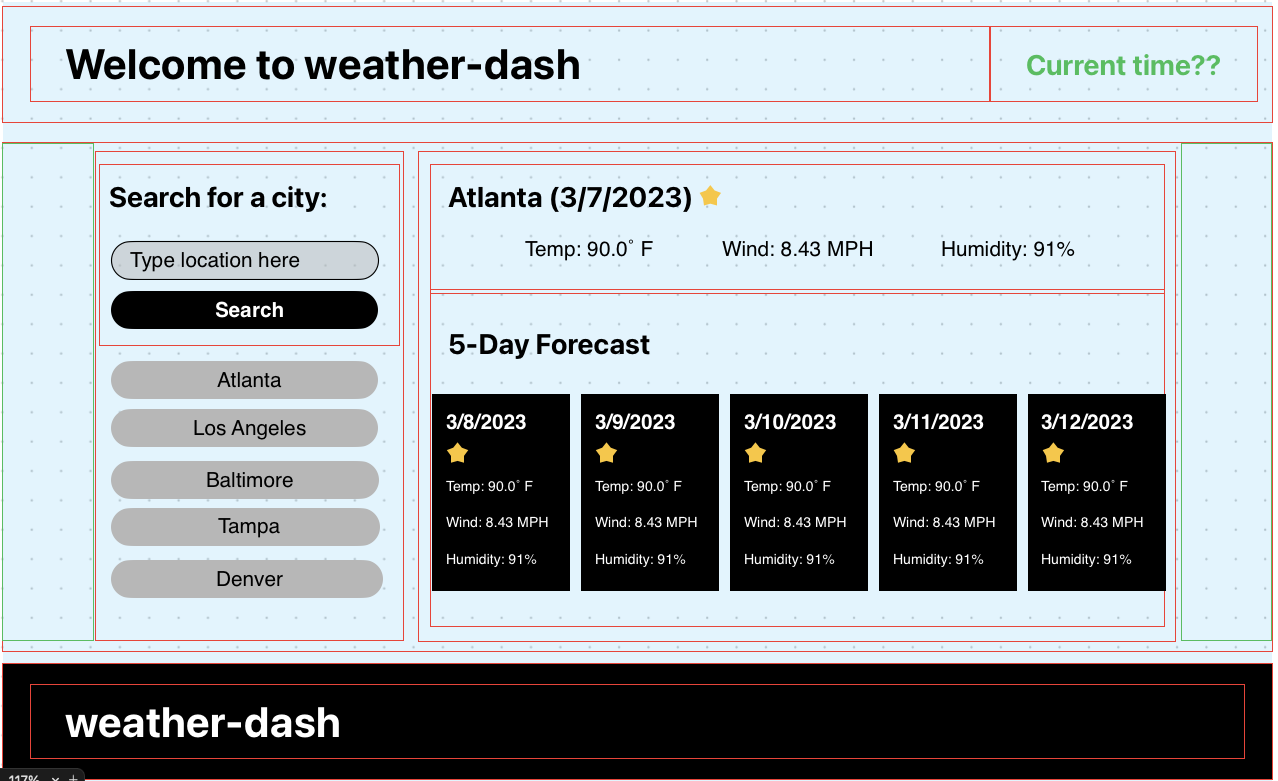 Welcome to weather-dash
Current time??
Search for a city:
Type location here
Search
Atlanta
Los Angeles
Baltimore
Tampa
Denver
Atlanta (3/7/2023)
Temp: 90.0° F
Wind: 8.43 MPH
Humidity: 91%
5-Day Forecast
3/8/2023
Temp: 90.0° F
Wind: 8.43 MPH
Humidity: 91%
3/9/2023
Temp: 90.0° F
Wind: 8.43 MPH
Humidity: 91%
3/10/2023
Temp: 90.0° F
Wind: 8.43 MPH
Humidity: 91%
3/11/2023
Temp: 90.0° F
Wind: 8.43 MPH
Humidity: 91%
3/12/2023
Temp: 90.0° F
Wind: 8.43 MPH
Humidity: 91%
weather-dash
117%